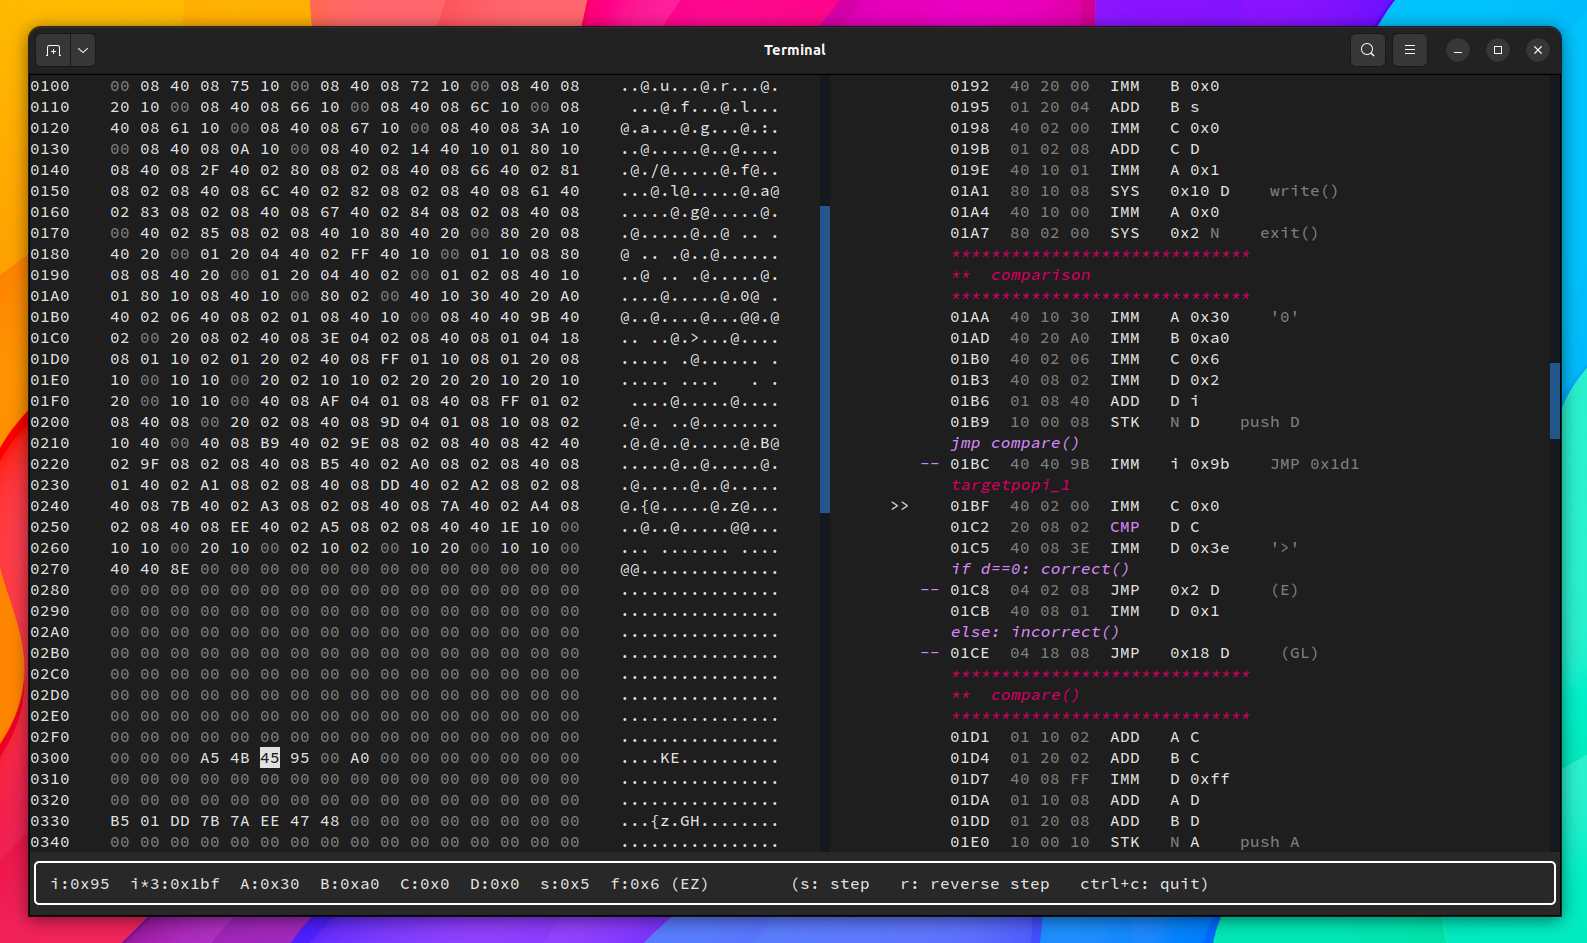 Terminal
0100 00 08 40 08 75 10 00 08 40 08 72 10 00 08 40 08 ..@.u...@.r...@.
0110 20 10 00 08 40 08 66 10 00 08 40 08 6C 10 00 08  ...@.f...@.l...
0120 40 08 61 10 00 08 40 08 67 10 00 08 40 08 3A 10 @.a...@.g...@.:.
0130 00 08 40 08 0A 10 00 08 40 02 14 40 10 01 80 10 ..@.....@..@....
0140 08 40 08 2F 40 02 80 08 02 08 40 08 66 40 02 81 .@./@.....@.f@..
0150 08 02 08 40 08 6C 40 02 82 08 02 08 40 08 61 40 ...@.l@.....@.a@
0160 02 83 08 02 08 40 08 67 40 02 84 08 02 08 40 08 .....@.g@.....@.
0170 00 40 02 85 08 02 08 40 10 80 40 20 00 80 20 08 .@.....@..@ .. .
0180 40 20 00 01 20 04 40 02 FF 40 10 00 01 10 08 80 @ .. .@..@......
0190 08 08 40 20 00 01 20 04 40 02 00 01 02 08 40 10 ..@ .. .@.....@.
01A0 01 80 10 08 40 10 00 80 02 00 40 10 30 40 20 A0 ....@.....@.0@ .
01B0 40 02 06 40 08 02 01 08 40 10 00 08 40 40 9B 40 @..@....@...@@.@
01C0 02 00 20 08 02 40 08 3E 04 02 08 40 08 01 04 18 .. ..@.>...@....
01D0 08 01 10 02 01 20 02 40 08 FF 01 10 08 01 20 08 ..... .@...... .
01E0 10 00 10 10 00 20 02 10 10 02 20 20 20 10 20 10 ..... ....   . .
01F0 20 00 10 10 00 40 08 AF 04 01 08 40 08 FF 01 02  ....@.....@....
0200 08 40 08 00 20 02 08 40 08 9D 04 01 08 10 08 02 .@.. ..@........
0210 10 40 00 40 08 B9 40 02 9E 08 02 08 40 08 42 40 .@.@..@.....@.B@
0220 02 9F 08 02 08 40 08 B5 40 02 A0 08 02 08 40 08 .....@..@.....@.
0230 01 40 02 A1 08 02 08 40 08 DD 40 02 A2 08 02 08 .@.....@..@.....
0240 40 08 7B 40 02 A3 08 02 08 40 08 7A 40 02 A4 08 @.{@.....@.z@...
0250 02 08 40 08 EE 40 02 A5 08 02 08 40 40 1E 10 00 ..@..@.....@@...
0260 10 10 00 20 10 00 02 10 02 00 10 20 00 10 10 00 ... ....... ....
0270 40 40 8E 00 00 00 00 00 00 00 00 00 00 00 00 00 @@..............
0280 00 00 00 00 00 00 00 00 00 00 00 00 00 00 00 00 ................
0290 00 00 00 00 00 00 00 00 00 00 00 00 00 00 00 00 ................
02A0 00 00 00 00 00 00 00 00 00 00 00 00 00 00 00 00 ................
02B0 00 00 00 00 00 00 00 00 00 00 00 00 00 00 00 00 ................
02C0 00 00 00 00 00 00 00 00 00 00 00 00 00 00 00 00 ................
02D0 00 00 00 00 00 00 00 00 00 00 00 00 00 00 00 00 ................
02E0 00 00 00 00 00 00 00 00 00 00 00 00 00 00 00 00 ................
02F0 00 00 00 00 00 00 00 00 00 00 00 00 00 00 00 00 ................
0300 00 00 00 A5 4B 45 95 00 A0 00 00 00 00 00 00 00 ....KE..........
0310 00 00 00 00 00 00 00 00 00 00 00 00 00 00 00 00 ................
0320 00 00 00 00 00 00 00 00 00 00 00 00 00 00 00 00 ................
0330 B5 01 DD 7B 7A EE 47 48 00 00 00 00 00 00 00 00 ...{z.GH........
0340 00 00 00 00 00 00 00 00 00 00 00 00 00 00 00 00 ................
0192 40 20 00 IMM B 0x0
0195 01 20 04 ADD B s
0198 40 02 00 IMM C 0x0
019B 01 02 08 ADD C D
019E 40 10 01 IMM A 0x1
01A1 80 10 08 SYS 0x10 D write()
01A4 40 10 00 IMM A 0x0
01A7 80 02 00 SYS 0x2 N exit()
******************************
** comparison
******************************
01AA 40 10 30 IMM A 0x30 '0'
01AD 40 20 A0 IMM B 0xa0
01B0 40 02 06 IMM C 0x6
01B3 40 08 02 IMM D 0x2
01B6 01 08 40 ADD D i
01B9 10 00 08 STK N D push D
jmp compare()
-- 01BC 40 40 9B IMM i 0x9b JMP 0x1d1
targetpopi_1
>> 01BF 40 02 00 IMM C 0x0
01C2 20 08 02 CMP D C
01C5 40 08 3E IMM D 0x3e '>'
if d==0: correct()
-- 01C8 04 02 08 JMP 0x2 D (E)
01CB 40 08 01 IMM D 0x1
else: incorrect()
-- 01CE 04 18 08 JMP 0x18 D (GL)
******************************
** compare()
******************************
01D1 01 10 02 ADD A C
01D4 01 20 02 ADD B C
01D7 40 08 FF IMM D 0xff
01DA 01 10 08 ADD A D
01DD 01 20 08 ADD B D
01E0 10 00 10 STK N A push A
i:0x95 i*3:0x1bf A:0x30 B:0xa0 C:0x0 D:0x0 s:0x5 f:0x6 (EZ) (s: step r: reverse step ctrl+c: quit)